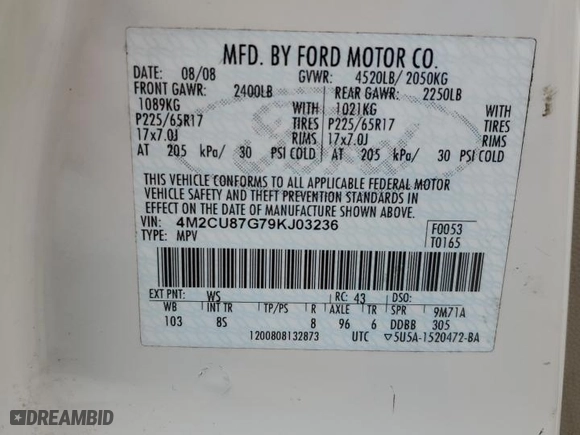 MFD. BY FORD MOTOR CO.
DATE: 08/08 GVWR: 4520LB/ 2050KG
FRONT GAWR: 2400LB REAR GAWR: 2250LB
1089KG 1021KG
P225/65R17 TIRES P225/65R17 TIRES
17x7.0J RIMS 17x7.0J RIMS
AT 205 kPa/ 30 PSI COLD AT 205 kPa/ 30 PSI COLD
THIS VEHICLE CONFORMS TO ALL APPLICABLE FEDERAL MOTOR
VEHICLE SAFETY AND THEFT PREVENTION STANDARDS
IN EFFECT ON THE DATE OF MANUFACTURE SHOWN ABOVE.
VIN: 4M2CU87G79KJ03236 F0053
TYPE: MPV T0165
EXT PNT: WS RC: 43 DSO:
WB INT TR TP/PS R AXLE TR SPR 9M71A
103 8S 8 96 6 DDBB 305
1200808132873 UTC ▽5U5A-1520472-BA
DREAMBID